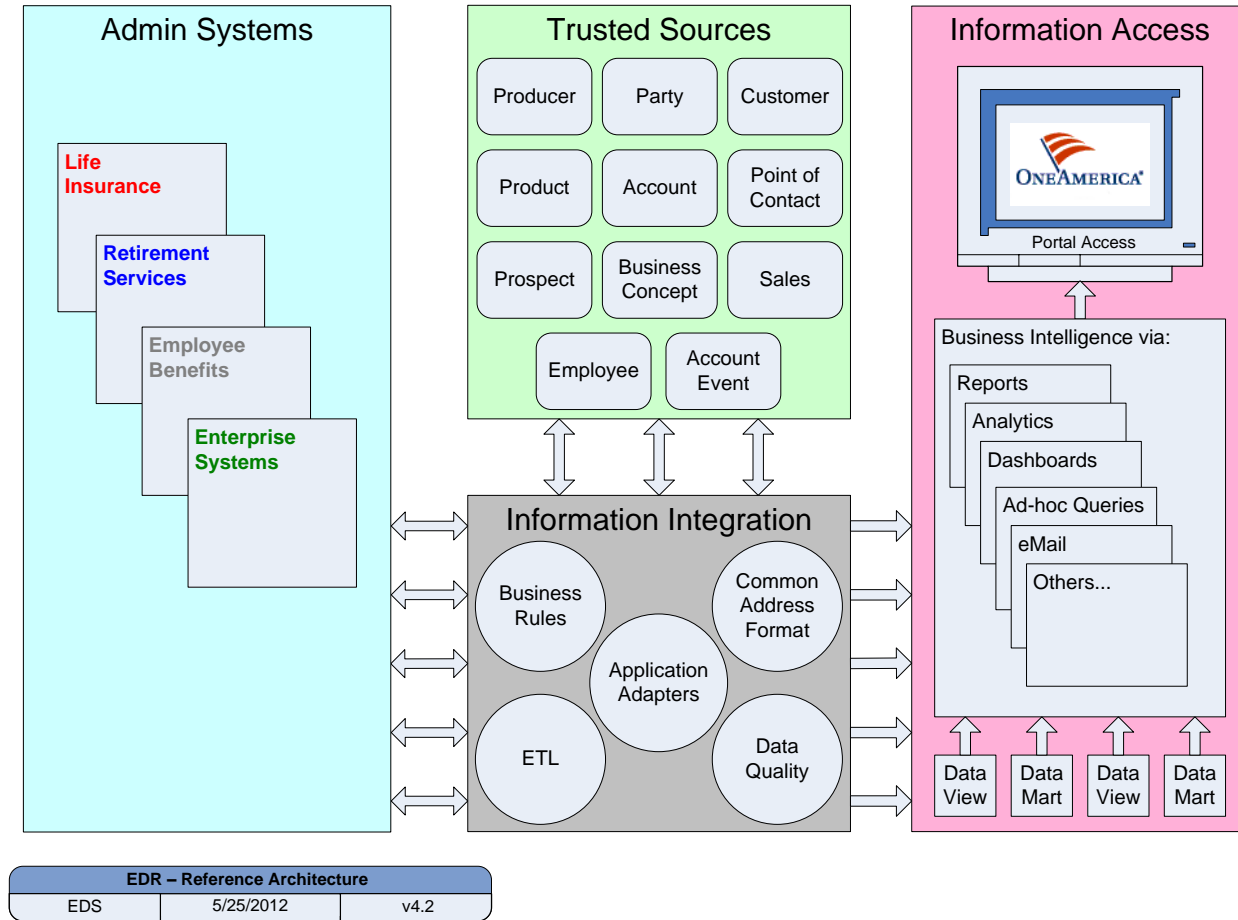 Admin Systems
Life
Insurance
Retirement
Services
Employee
Benefits
Enterprise
Systems
Trusted Sources
Producer
Party
Customer
Product
Account
Point of
Contact
Prospect
Business
Concept
Sales
Employee
Account
Event
Information Integration
Business
Rules
Common
Address
Format
Application
Adapters
ETL
Data
Quality
Information Access
ONEAMERICA®
Portal Access
Business Intelligence via:
Reports
Analytics
Dashboards
Ad-hoc Queries
eMail
Others...
Data
View
Data
Mart
Data
View
Data
Mart
EDR – Reference Architecture
EDS 5/25/2012 v4.2